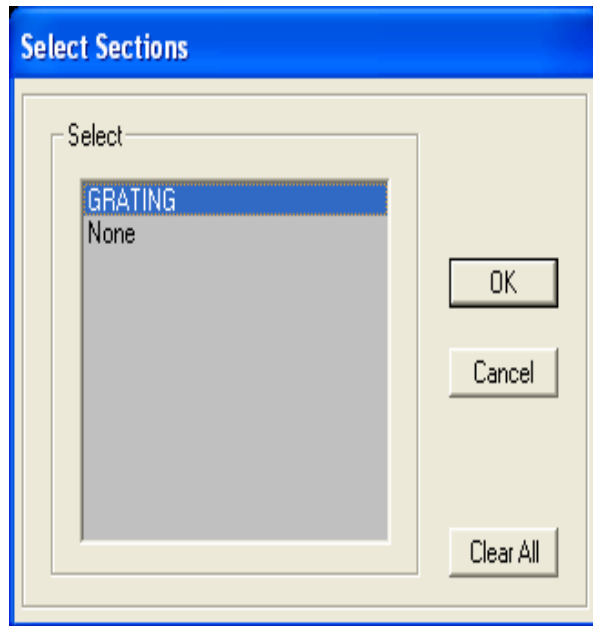 Select Sections
Select
GRATING
None
OK
Cancel
Clear All